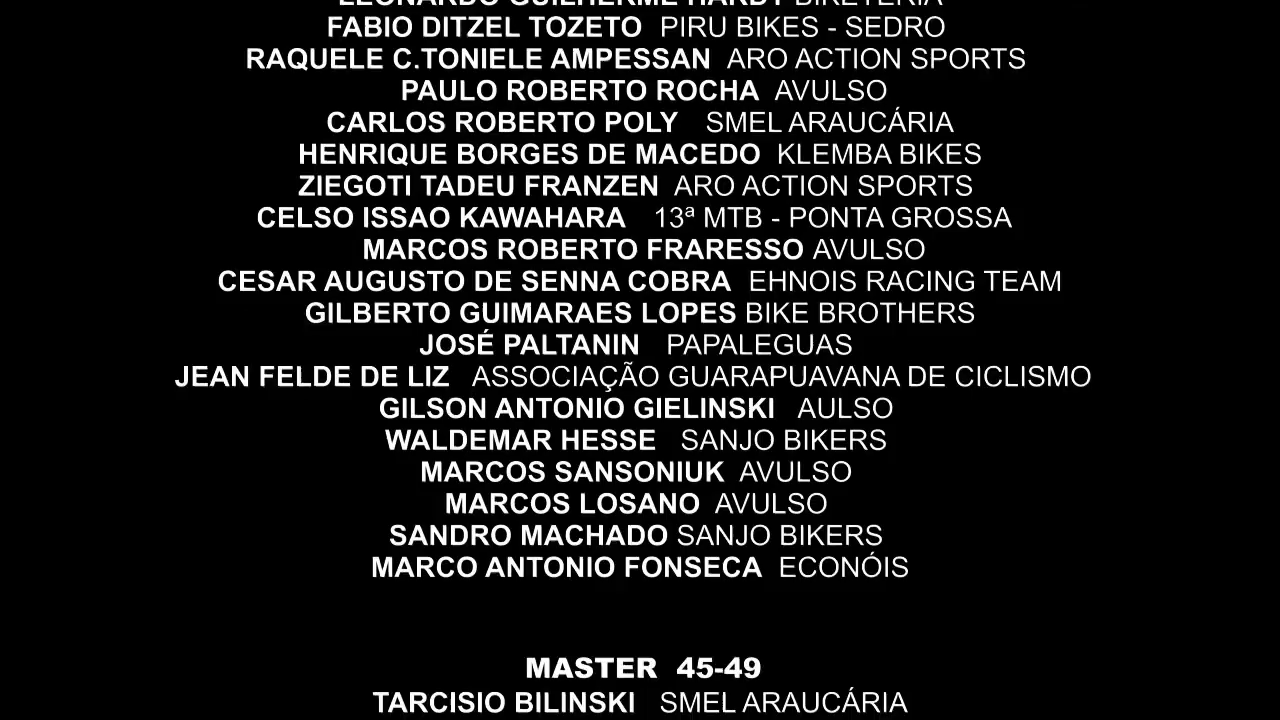 LEONARDO GUILHERME HARDY BIKETERIA
FABIO DITZEL TOZETO PIRU BIKES - SEDRO
RAQUELE C.TONIELE AMPESSAN ARO ACTION SPORTS
PAULO ROBERTO ROCHA AVULSO
CARLOS ROBERTO POLY SMEL ARAUCÁRIA
HENRIQUE BORGES DE MACEDO KLEMBA BIKES
ZIEGOTI TADEU FRANZEN ARO ACTION SPORTS
CELSO ISSAO KAWAHARA 13ª MTB - PONTA GROSSA
MARCOS ROBERTO FRARESSO AVULSO
CESAR AUGUSTO DE SENNA COBRA EHNOIS RACING TEAM
GILBERTO GUIMARAES LOPES BIKE BROTHERS
JOSÉ PALTANIN PAPALEGUAS
JEAN FELDE DE LIZ ASSOCIAÇÃO GUARAPUAVANA DE CICLISMO
GILSON ANTONIO GIELINSKI AULSO
WALDEMAR HESSE SANJO BIKERS
MARCOS SANSONIUK AVULSO
MARCOS LOSANO AVULSO
SANDRO MACHADO SANJO BIKERS
MARCO ANTONIO FONSECA ECONÓIS
MASTER 45-49
TARCISIO BILINSKI SMEL ARAUCÁRIA